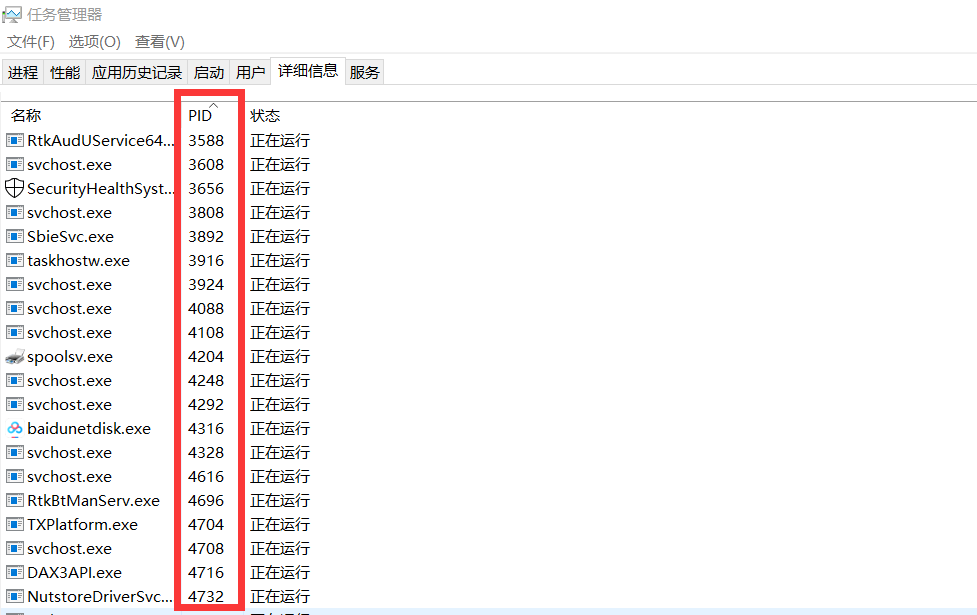 任务管理器
文件(F) 选项(O) 查看(V)
进程 性能 应用历史记录 启动 用户 详细信息 服务
名称 PID 状态
RtkAudUService64... 3588 正在运行
svchost.exe 3608 正在运行
SecurityHealthSyst... 3656 正在运行
svchost.exe 3808 正在运行
SbieSvc.exe 3892 正在运行
taskhostw.exe 3916 正在运行
svchost.exe 3924 正在运行
svchost.exe 4088 正在运行
svchost.exe 4108 正在运行
spoolsv.exe 4204 正在运行
svchost.exe 4248 正在运行
svchost.exe 4292 正在运行
baidunetdisk.exe 4316 正在运行
svchost.exe 4328 正在运行
svchost.exe 4616 正在运行
RtkBtManServ.exe 4696 正在运行
TXPlatform.exe 4704 正在运行
svchost.exe 4708 正在运行
DAX3API.exe 4716 正在运行
NutstoreDriverSvc... 4732 正在运行